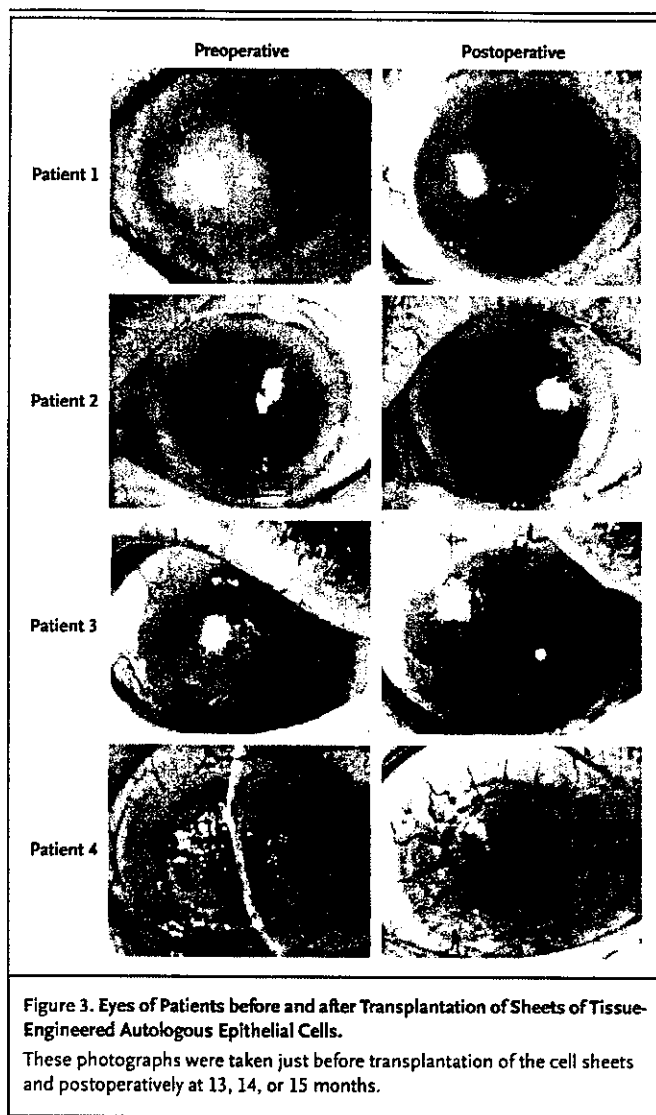 Preoperative Postoperative
Patient 1
Patient 2
Patient 3
Patient 4
Figure 3. Eyes of Patients before and after Transplantation of Sheets of Tissue-
Engineered Autologous Epithelial Cells.
These photographs were taken just before transplantation of the cell sheets
and postoperatively at 13, 14, or 15 months.